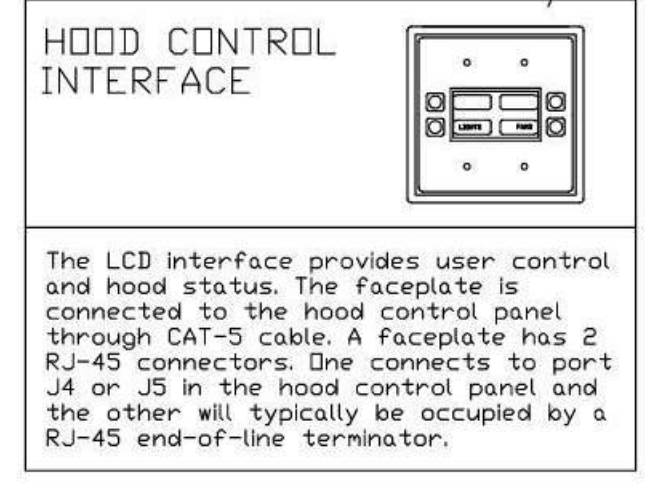 HOOD CONTROL
INTERFACE
LIGHTS FANS
The LCD interface provides user control
and hood status. The faceplate is
connected to the hood control panel
through CAT-5 cable. A faceplate has 2
RJ-45 connectors. One connects to port
J4 or J5 in the hood control panel and
the other will typically be occupied by a
RJ-45 end-of-line terminator.